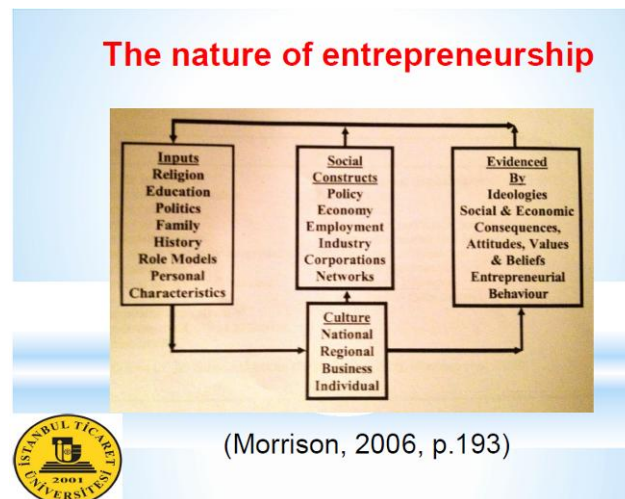 The nature of entrepreneurship
Inputs
Religion
Education
Politics
Family
History
Role Models
Personal
Characteristics
Social
Constructs
Policy
Economy
Employment
Industry
Corporations
Networks
Evidenced
By
Ideologies
Social & Economic
Consequences,
Attitudes, Values
& Beliefs
Entrepreneurial
Behaviour
Culture
National
Regional
Business
Individual
(Morrison, 2006, p.193)
İSTANBUL TİCARET
ÜNİVERSİTESİ
2001